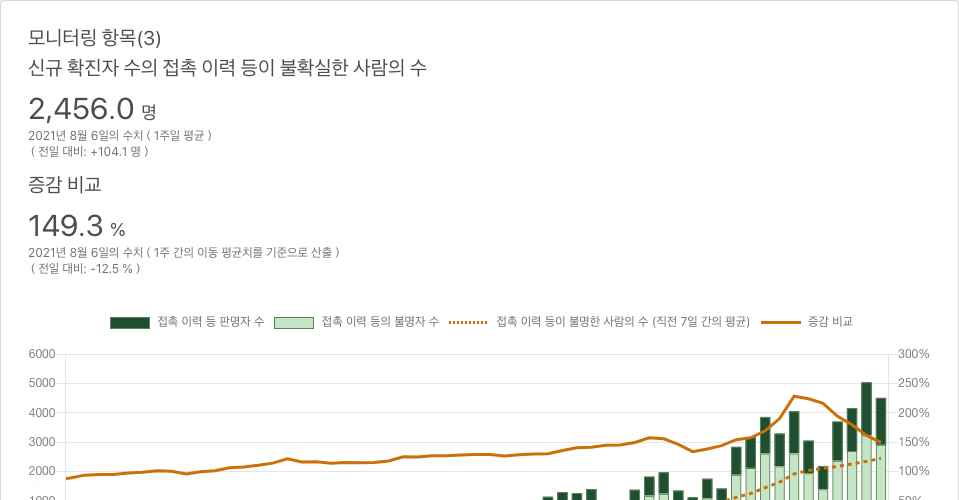 모니터링 항목(3)
신규 확진자 수의 접촉 이력 등이 불확실한 사람의 수
2,456.0 명
2021년 8월 6일의 수치 ( 1주일 평균 )
( 전일 대비: +104.1 명 )
증감 비교
149.3 %
2021년 8월 6일의 수치 ( 1주 간의 이동 평균치를 기준으로 산출 )
( 전일 대비: -12.5 % )
접촉 이력 등 판명자 수 접촉 이력 등의 불명자 수 접촉 이력 등이 불명한 사람의 수 (직전 7일 간의 평균) 증감 비교
6000 300%
5000 250%
4000 200%
3000 150%
2000 100%
1000 50%